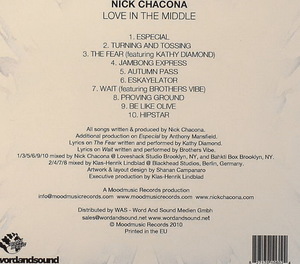 NICK CHACONA
LOVE IN THE MIDDLE
1. ESPECIAL
2. TURNING AND TOSSING
3. THE FEAR (featuring KATHY DIAMOND)
4. JAMBONG EXPRESS
5. AUTUMN PASS
6. ESKAYELATOR
7. WAIT (featuring BROTHERS VIBE)
8. PROVING GROUND
9. BE LIKE OLIVE
10. HIPSTAR
All songs written & produced by Nick Chacona.
Additional production on Especial by Anthony Mansfield.
Lyrics on The Fear written and performed by Kathy Diamond.
Lyrics on Wait written and performed by Brothers Vibe.
1/3/5/6/9/10 mixed by Nick Chacona @ Loveshack Studio Brooklyn, NY, and Bahkti Box Brooklyn, NY.
2/4/7/8 mixed by Klas-Henrik Lindblad @ Blackhead Studios, Berlin, Germany.
Artwork & layout by Shanan Campanaro
Executive production by Klas-Henrik Lindblad
A Moodmusic Records production
info@moodmusicrecords.com www.moodmusicrecords.com, www.nickchacona.com
Distributed by WAS - Word And Sound Medien GmbH
sales@wordandsound.net, www.wordandsound.net
© Moodmusic Records 2010
Printed in the EU
wordandsound